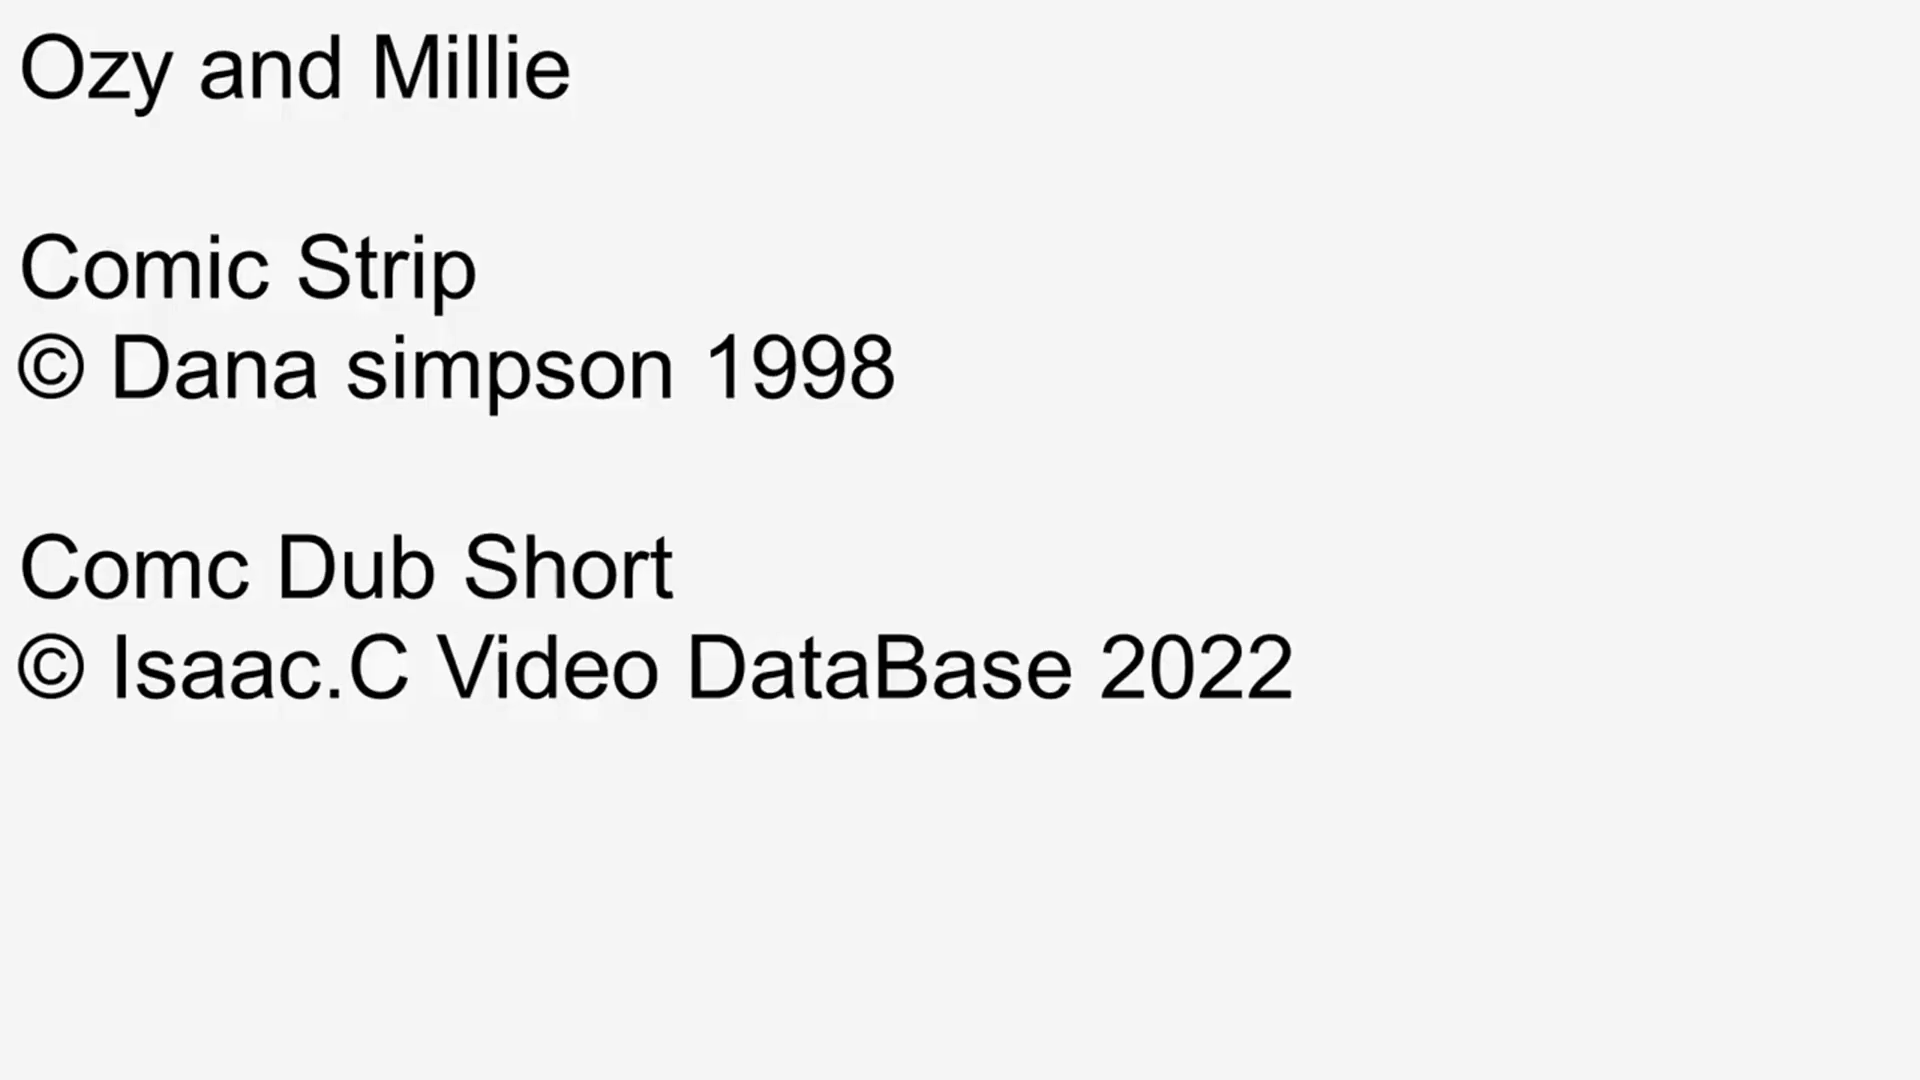 Ozy and Millie
Comic Strip
© Dana simpson 1998
Comc Dub Short
© Isaac.C Video DataBase 2022